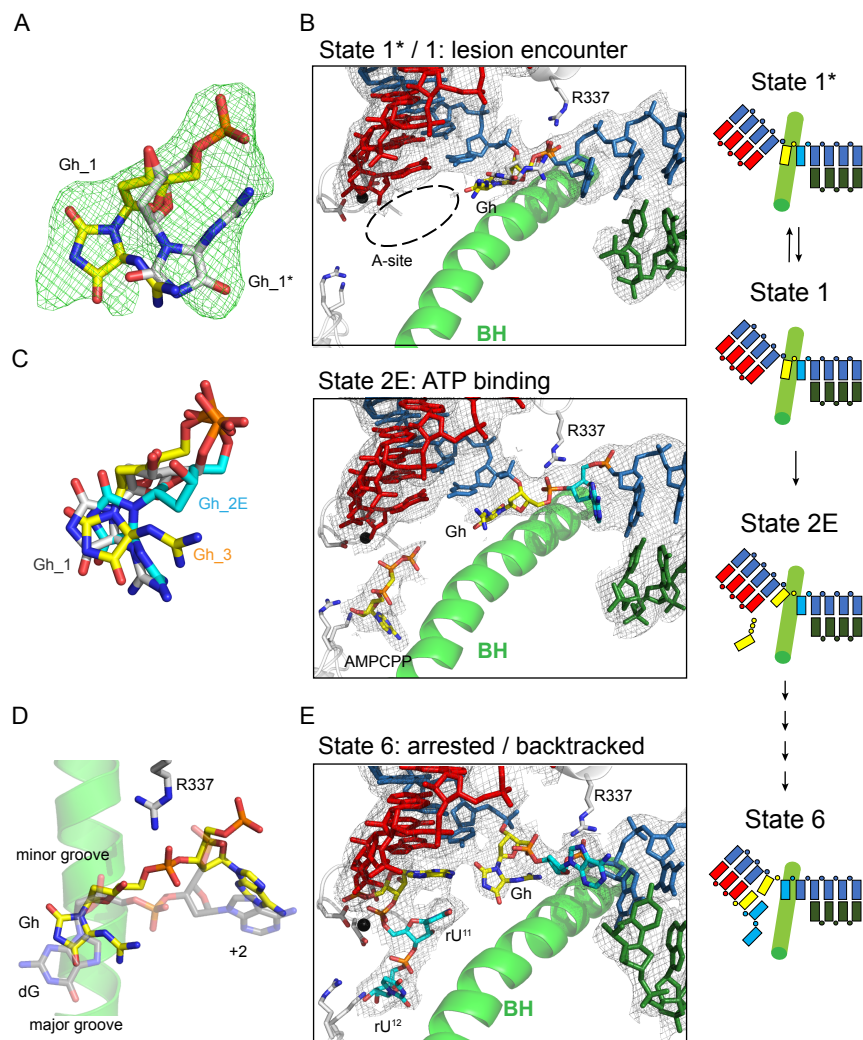 A
Gh_1
Gh_1*
B
State 1* / 1: lesion encounter
R337
Gh
A-site
BH
State 1*
State 1
C
Gh_2E
Gh_1
Gh_3
State 2E: ATP binding
R337
Gh
AMPCPP
BH
State 2E
D
R337
minor groove
Gh
+2
dG
major groove
E
State 6: arrested / backtracked
R337
Gh
rU¹¹
rU¹²
BH
State 6